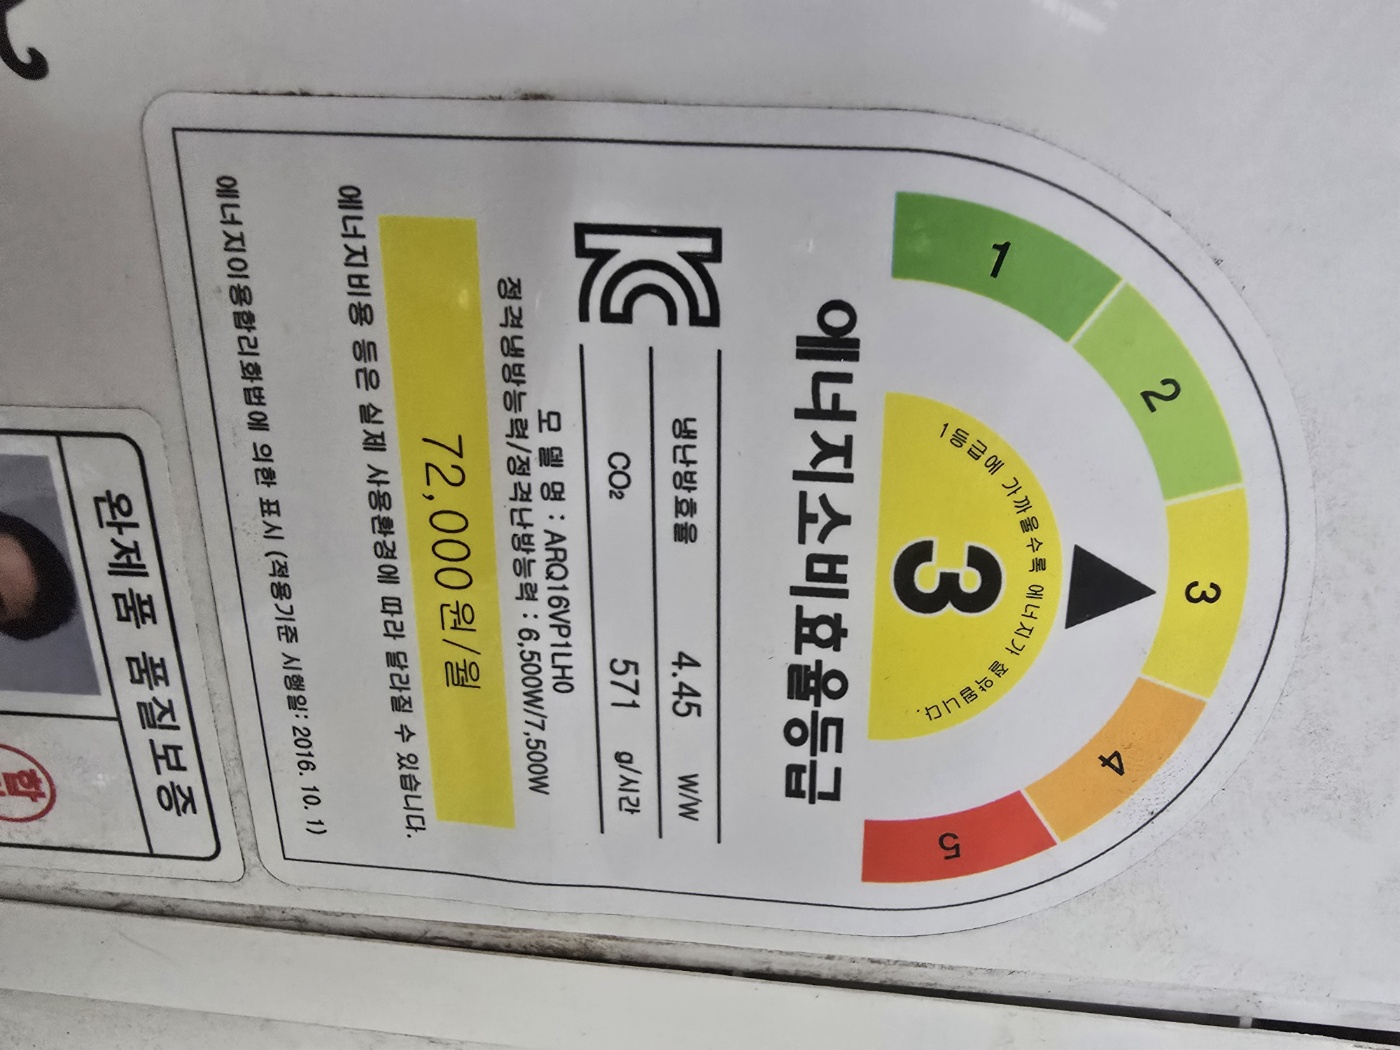 1
2
3
4
5
1등급에 가까울수록 에너지가 절약됩니다.
3
에너지소비효율등급
냉난방효율 4.45 W/W
CO₂ 571 g/시간
모 델 명 : ARQ16VP1LH0
정격냉방능력/정격난방능력 : 6,500W/7,500W
72,000원/월
에너지비용 등은 실제 사용환경에 따라 달라질 수 있습니다.
에너지이용합리화법에 의한 표시 (적용기준 시행일: 2016. 10. 1)
완제품 품질보증
합